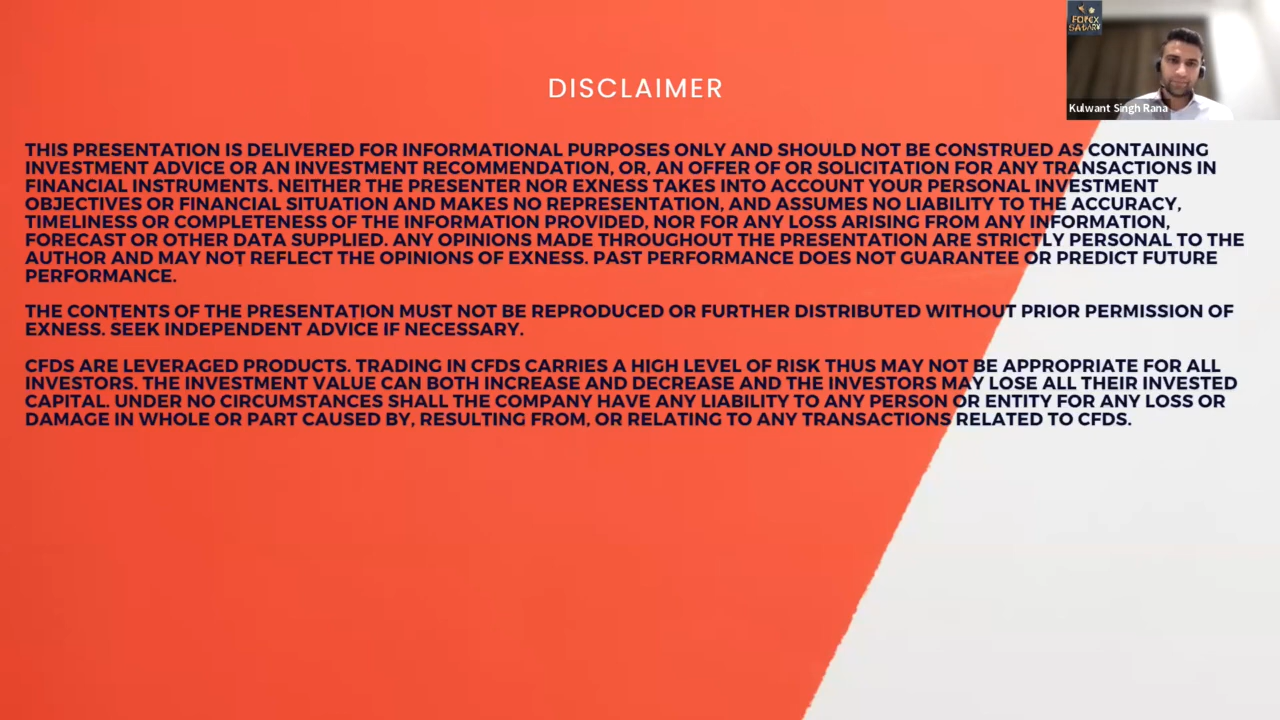 FOREX
DISCLAIMER
Kulwant Singh Rana
THIS PRESENTATION IS DELIVERED FOR INFORMATIONAL PURPOSES ONLY AND SHOULD NOT BE CONSTRUED AS CONTAINING
INVESTMENT ADVICE OR AN INVESTMENT RECOMMENDATION, OR, AN OFFER OF OR SOLICITATION FOR ANY TRANSACTIONS IN
FINANCIAL INSTRUMENTS. NEITHER THE PRESENTER NOR EXNESS TAKES INTO ACCOUNT YOUR PERSONAL INVESTMENT
OBJECTIVES OR FINANCIAL SITUATION AND MAKES NO REPRESENTATION, AND ASSUMES NO LIABILITY TO THE ACCURACY,
TIMELINESS OR COMPLETENESS OF THE INFORMATION PROVIDED, NOR FOR ANY LOSS ARISING FROM ANY INFORMATION,
FORECAST OR OTHER DATA SUPPLIED. ANY OPINIONS MADE THROUGHOUT THE PRESENTATION ARE STRICTLY PERSONAL TO THE
AUTHOR AND MAY NOT REFLECT THE OPINIONS OF EXNESS. PAST PERFORMANCE DOES NOT GUARANTEE OR PREDICT FUTURE
PERFORMANCE.
THE CONTENTS OF THE PRESENTATION MUST NOT BE REPRODUCED OR FURTHER DISTRIBUTED WITHOUT PRIOR PERMISSION OF
EXNESS. SEEK INDEPENDENT ADVICE IF NECESSARY.
CFDS ARE LEVERAGED PRODUCTS. TRADING IN CFDS CARRIES A HIGH LEVEL OF RISK THUS MAY NOT BE APPROPRIATE FOR ALL
INVESTORS. THE INVESTMENT VALUE CAN BOTH INCREASE AND DECREASE AND THE INVESTORS MAY LOSE ALL THEIR INVESTED
CAPITAL. UNDER NO CIRCUMSTANCES SHALL THE COMPANY HAVE ANY LIABILITY TO ANY PERSON OR ENTITY FOR ANY LOSS OR
DAMAGE IN WHOLE OR PART CAUSED BY, RESULTING FROM, OR RELATING TO ANY TRANSACTIONS RELATED TO CFDS.